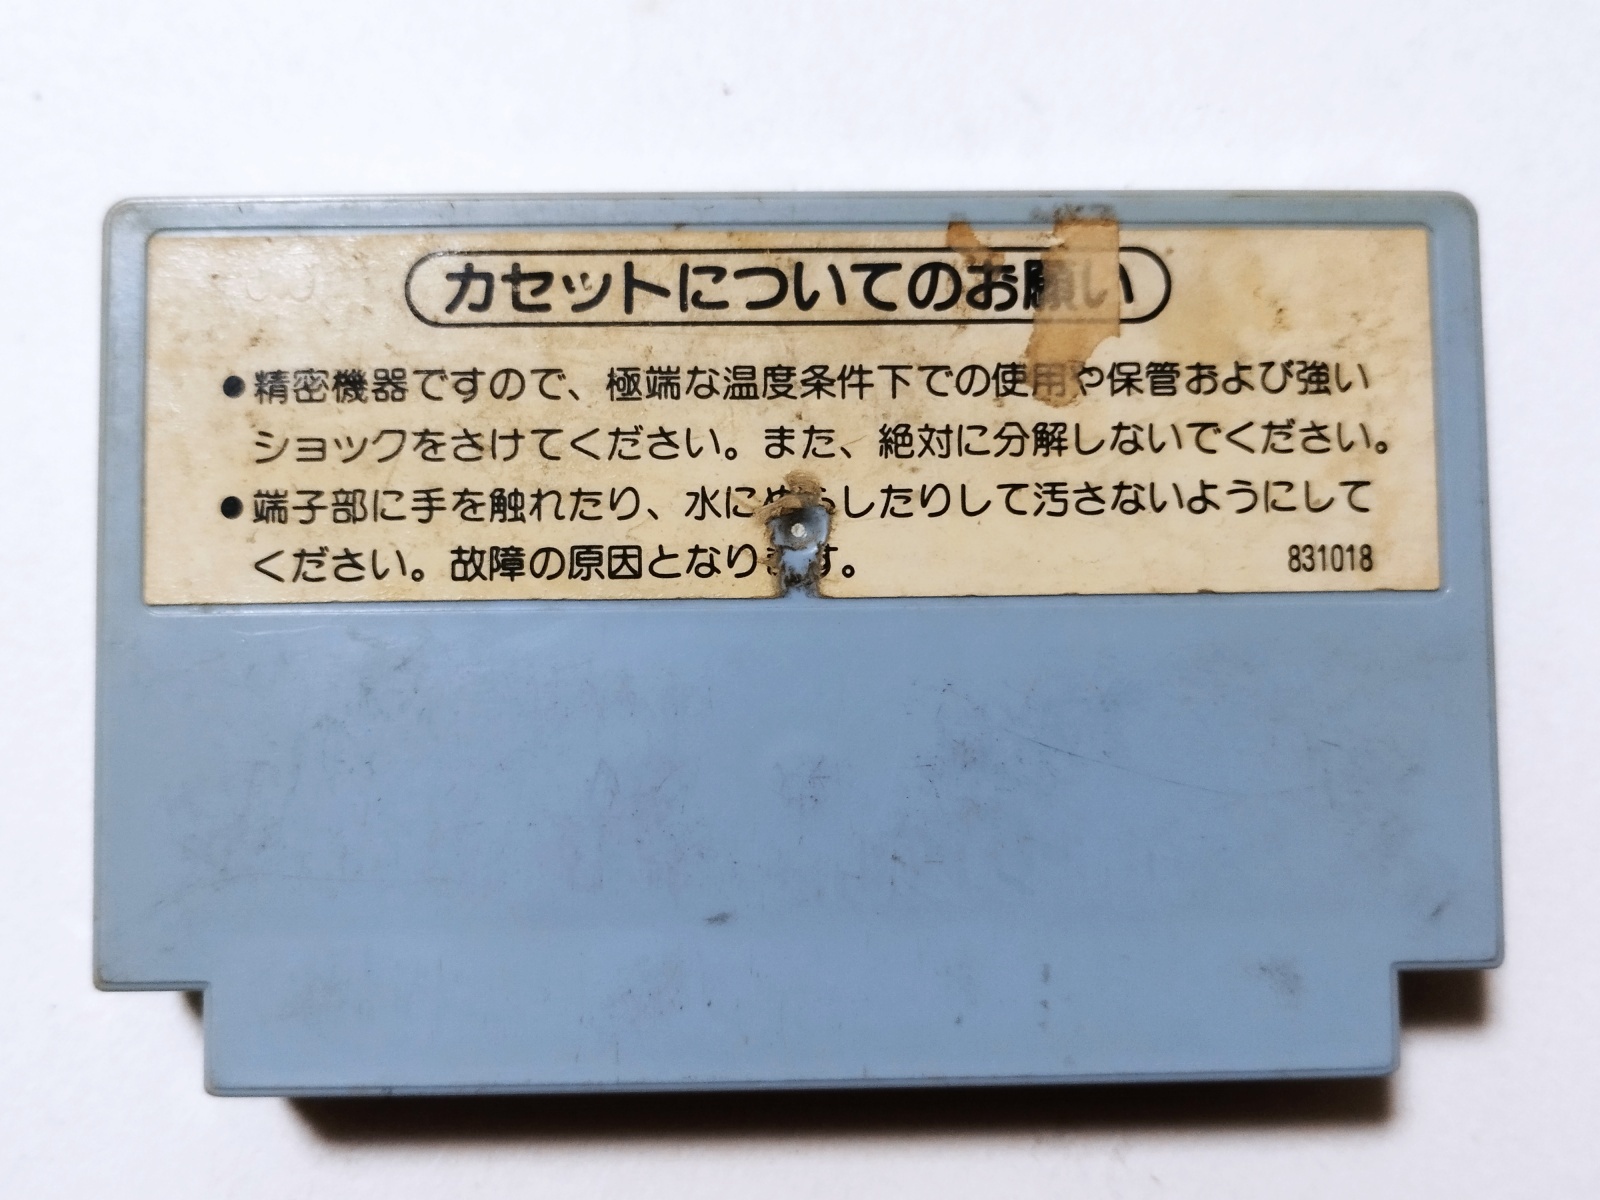 カセットについてのお願い
●精密機器ですので、極端な温度条件下での使用や保管および強い
ショックをさけてください。また、絶対に分解しないでください。
●端子部に手を触れたり、水にぬらしたりして汚さないようにして
ください。故障の原因となります。 831018